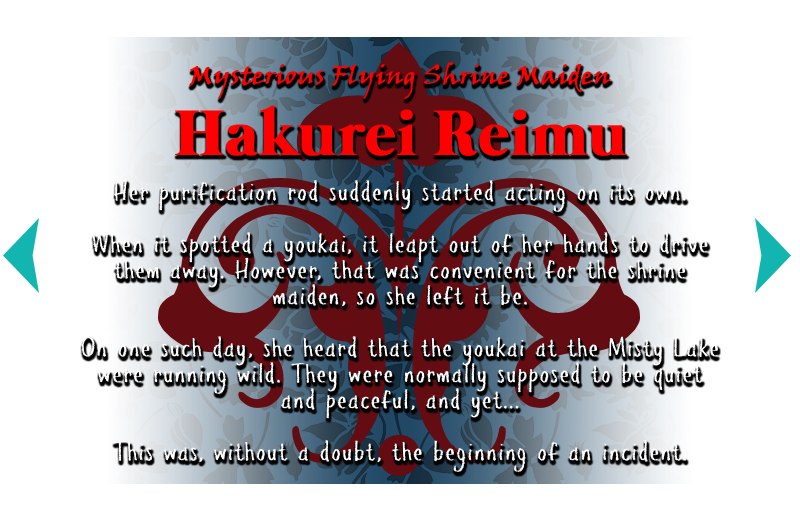 Mysterious Flying Shrine Maiden
Hakurei Reimu
Her purification rod suddenly started acting on its own.
When it spotted a youkai, it leapt out of her hands to drive
them away. However, that was convenient for the shrine
maiden, so she left it be.
On one such day, she heard that the youkai at the Misty Lake
were running wild. They were normally supposed to be quiet
and peaceful, and yet...
This was, without a doubt, the beginning of an incident.